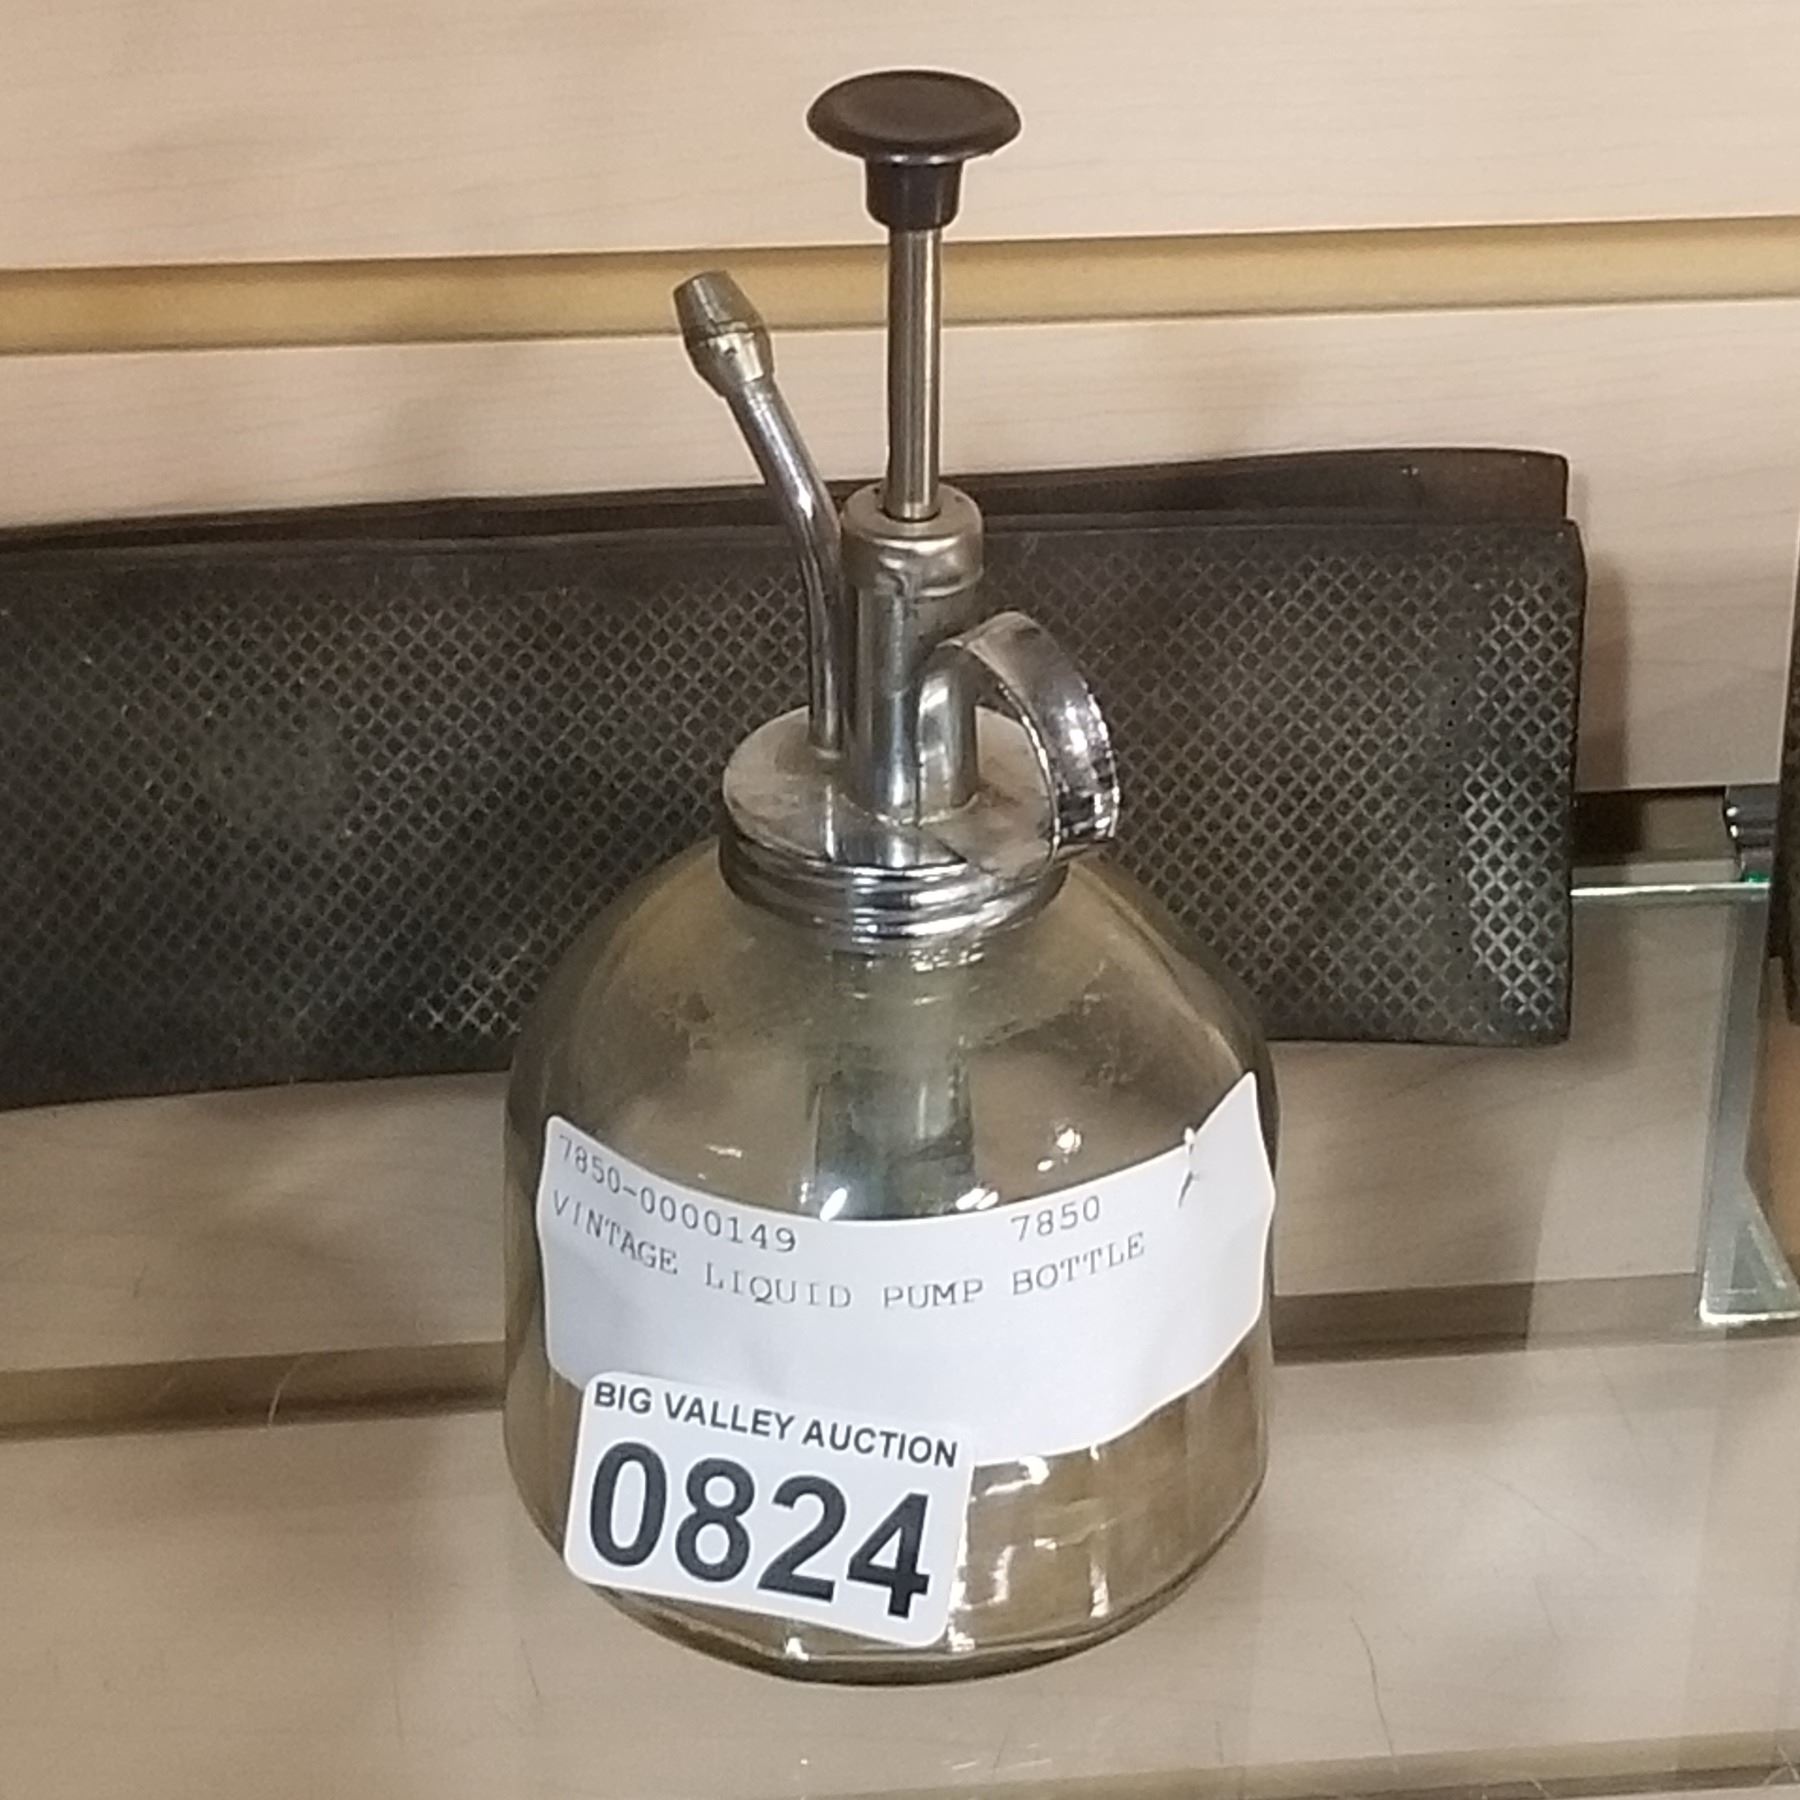 7850-0000149 7850
VINTAGE LIQUID PUMP BOTTLE
BIG VALLEY AUCTION
0824